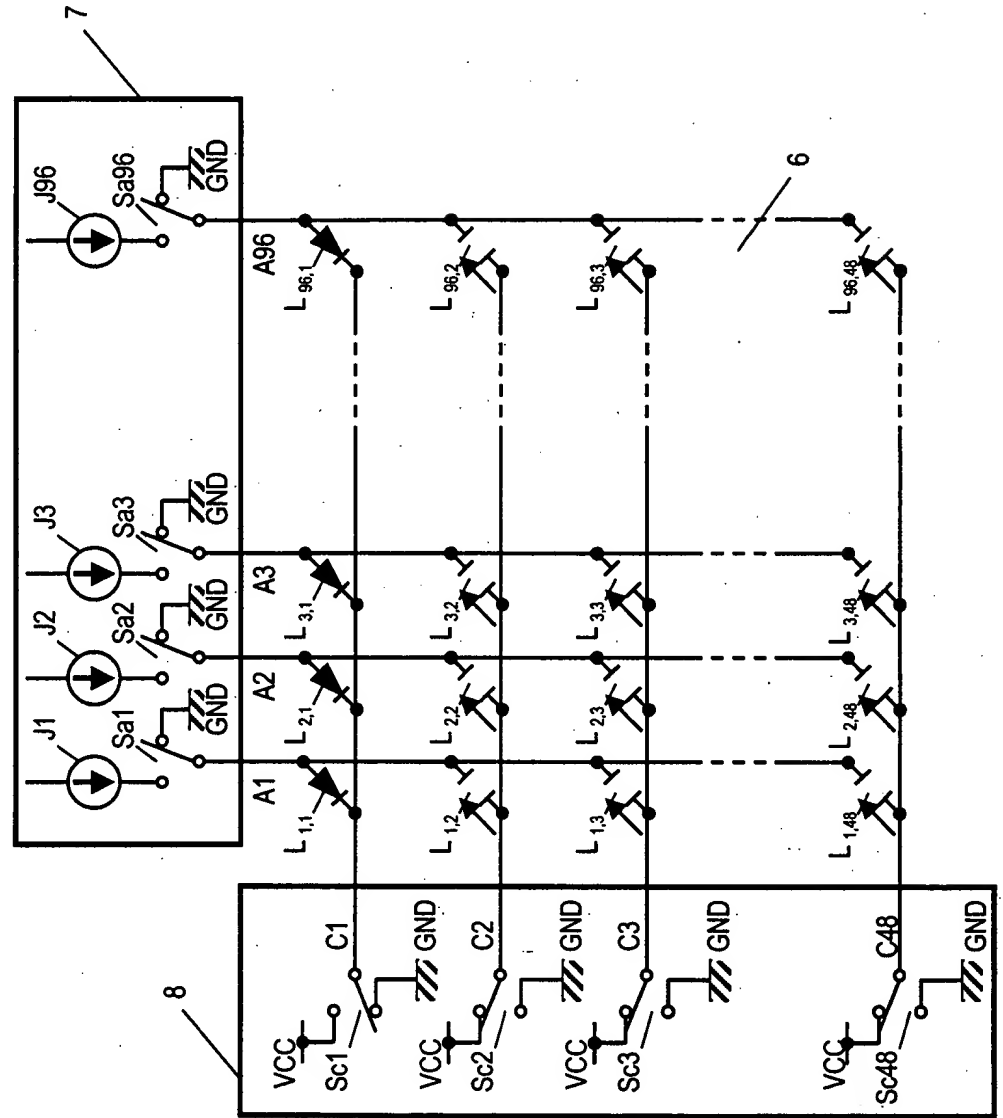 7
J1
J2
J3
J96
Sa1
Sa2
Sa3
Sa96
GND
GND
GND
GND
A1
A2
A3
A96
6
8
L1,1
L2,1
L3,1
L96,1
VCC
Sc1
C1
GND
L1,2
L2,2
L3,2
L96,2
VCC
Sc2
C2
GND
L1,3
L2,3
L3,3
L96,3
VCC
Sc3
C3
GND
L1,48
L2,48
L3,48
L96,48
VCC
Sc48
C48
GND